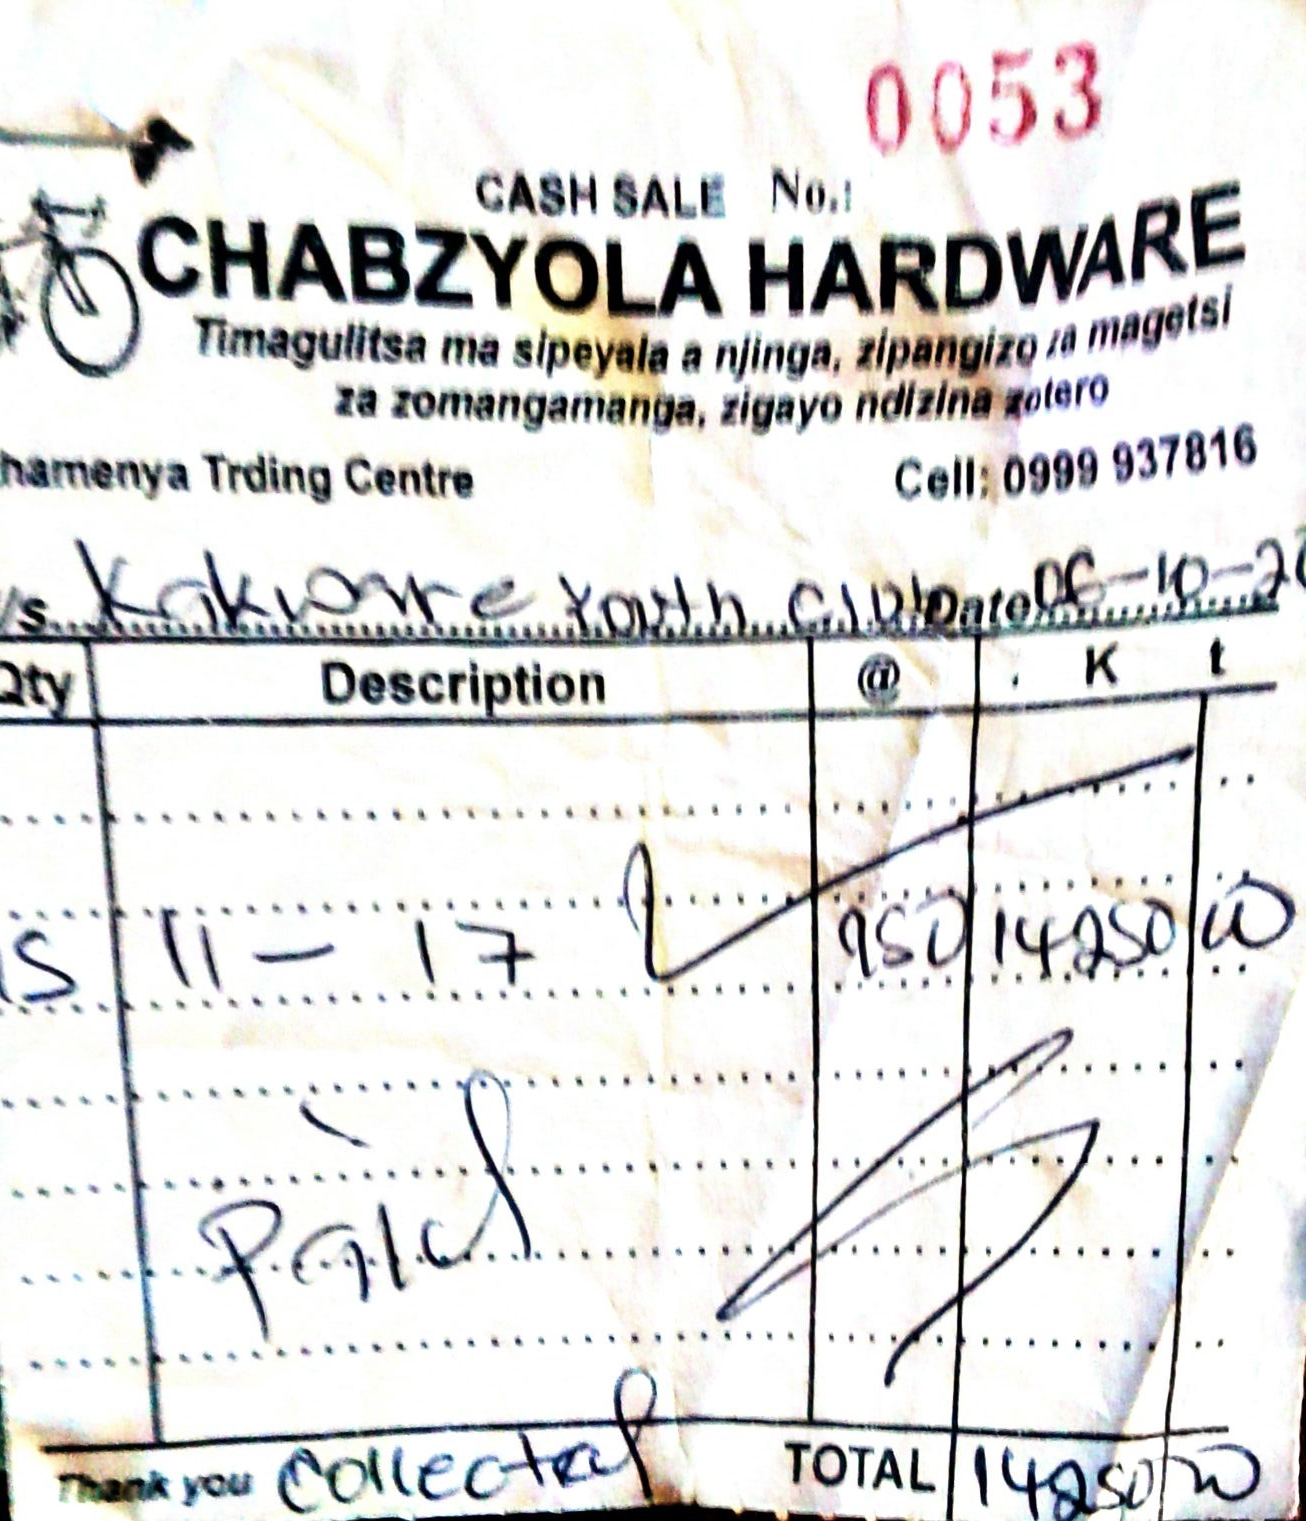 0053
CASH SALE No.:
CHABZYOLA HARDWARE
Timagulitsa ma sipeyala a njinga, zipangizo za magetsi
za zomangamanga, zigayo ndizina zotero
hamenya Trding Centre Cell: 0999 937816
/s. Kakwarre Youth Club Date 06-10-20
Qty Description @ K t
15 11 - 17 950 14250 00
Paid
Thank you Collected TOTAL 14250 00